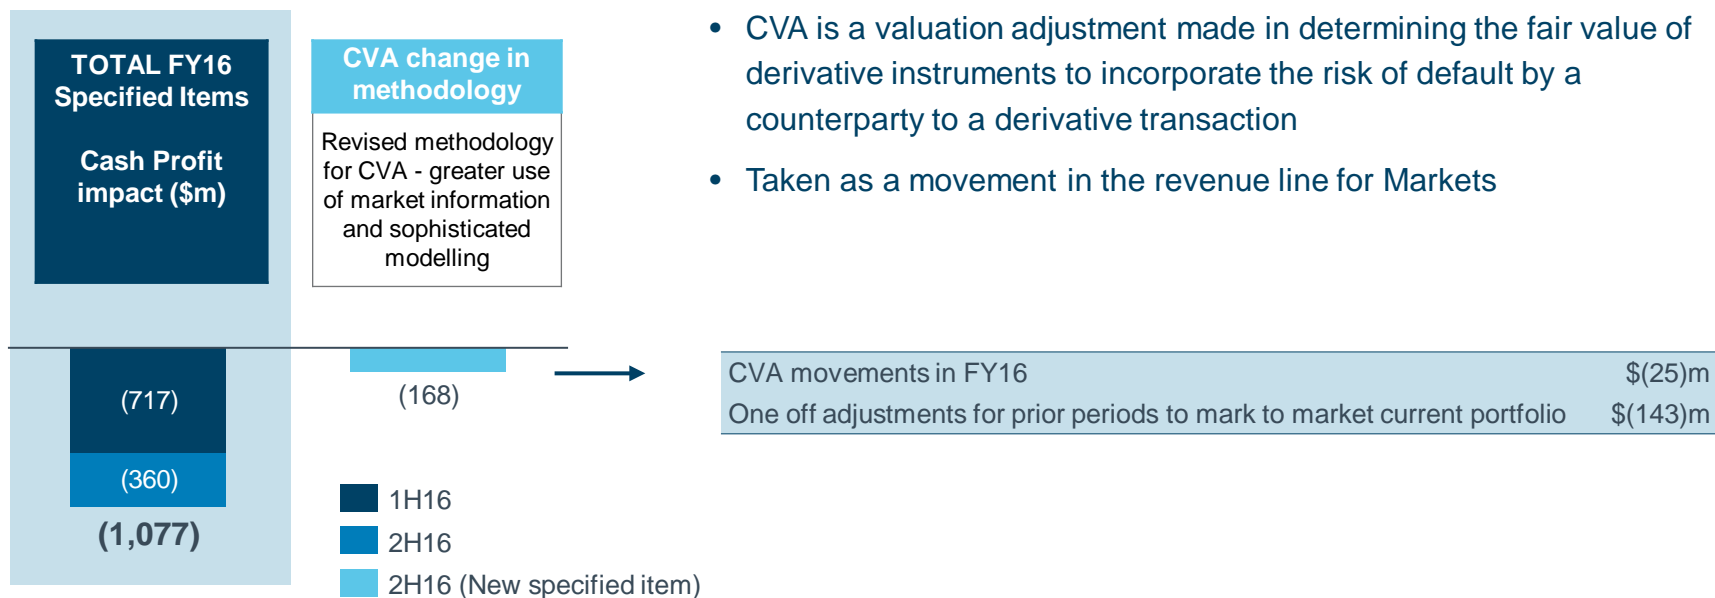 TOTAL FY16
Specified Items
Cash Profit
impact ($m)
CVA change in
methodology
Revised methodology
for CVA - greater use
of market information
and sophisticated
modelling
• CVA is a valuation adjustment made in determining the fair value of
derivative instruments to incorporate the risk of default by a
counterparty to a derivative transaction
• Taken as a movement in the revenue line for Markets
(717)
(360)
(1,077)
(168)
CVA movements in FY16 $(25)m
One off adjustments for prior periods to mark to market current portfolio $(143)m
1H16
2H16
2H16 (New specified item)